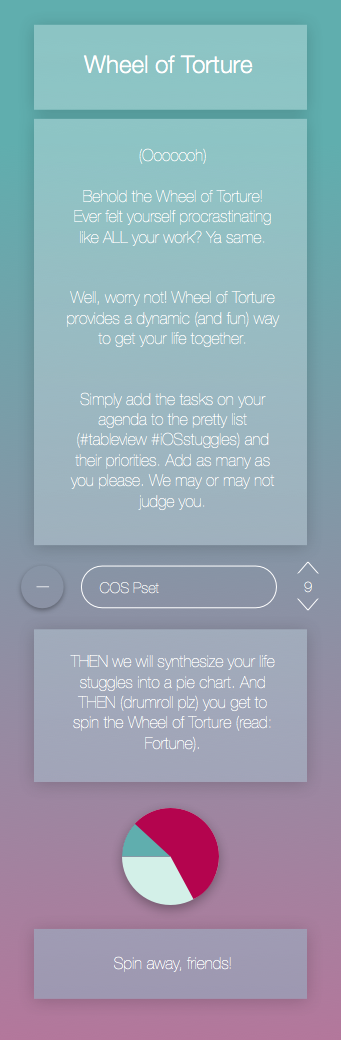 Wheel of Torture
(Ooooooh)
Behold the Wheel of Torture!
Ever felt yourself procrastinating
like ALL your work? Ya same.
Well, worry not! Wheel of Torture
provides a dynamic (and fun) way
to get your life together.
Simply add the tasks on your
agenda to the pretty list
(#tableview #iOSstuggles) and
their priorities. Add as many as
you please. We may or may not
judge you.
COS Pset
9
THEN we will synthesize your life
stuggles into a pie chart. And
THEN (drumroll plz) you get to
spin the Wheel of Torture (read:
Fortune).
Spin away, friends!